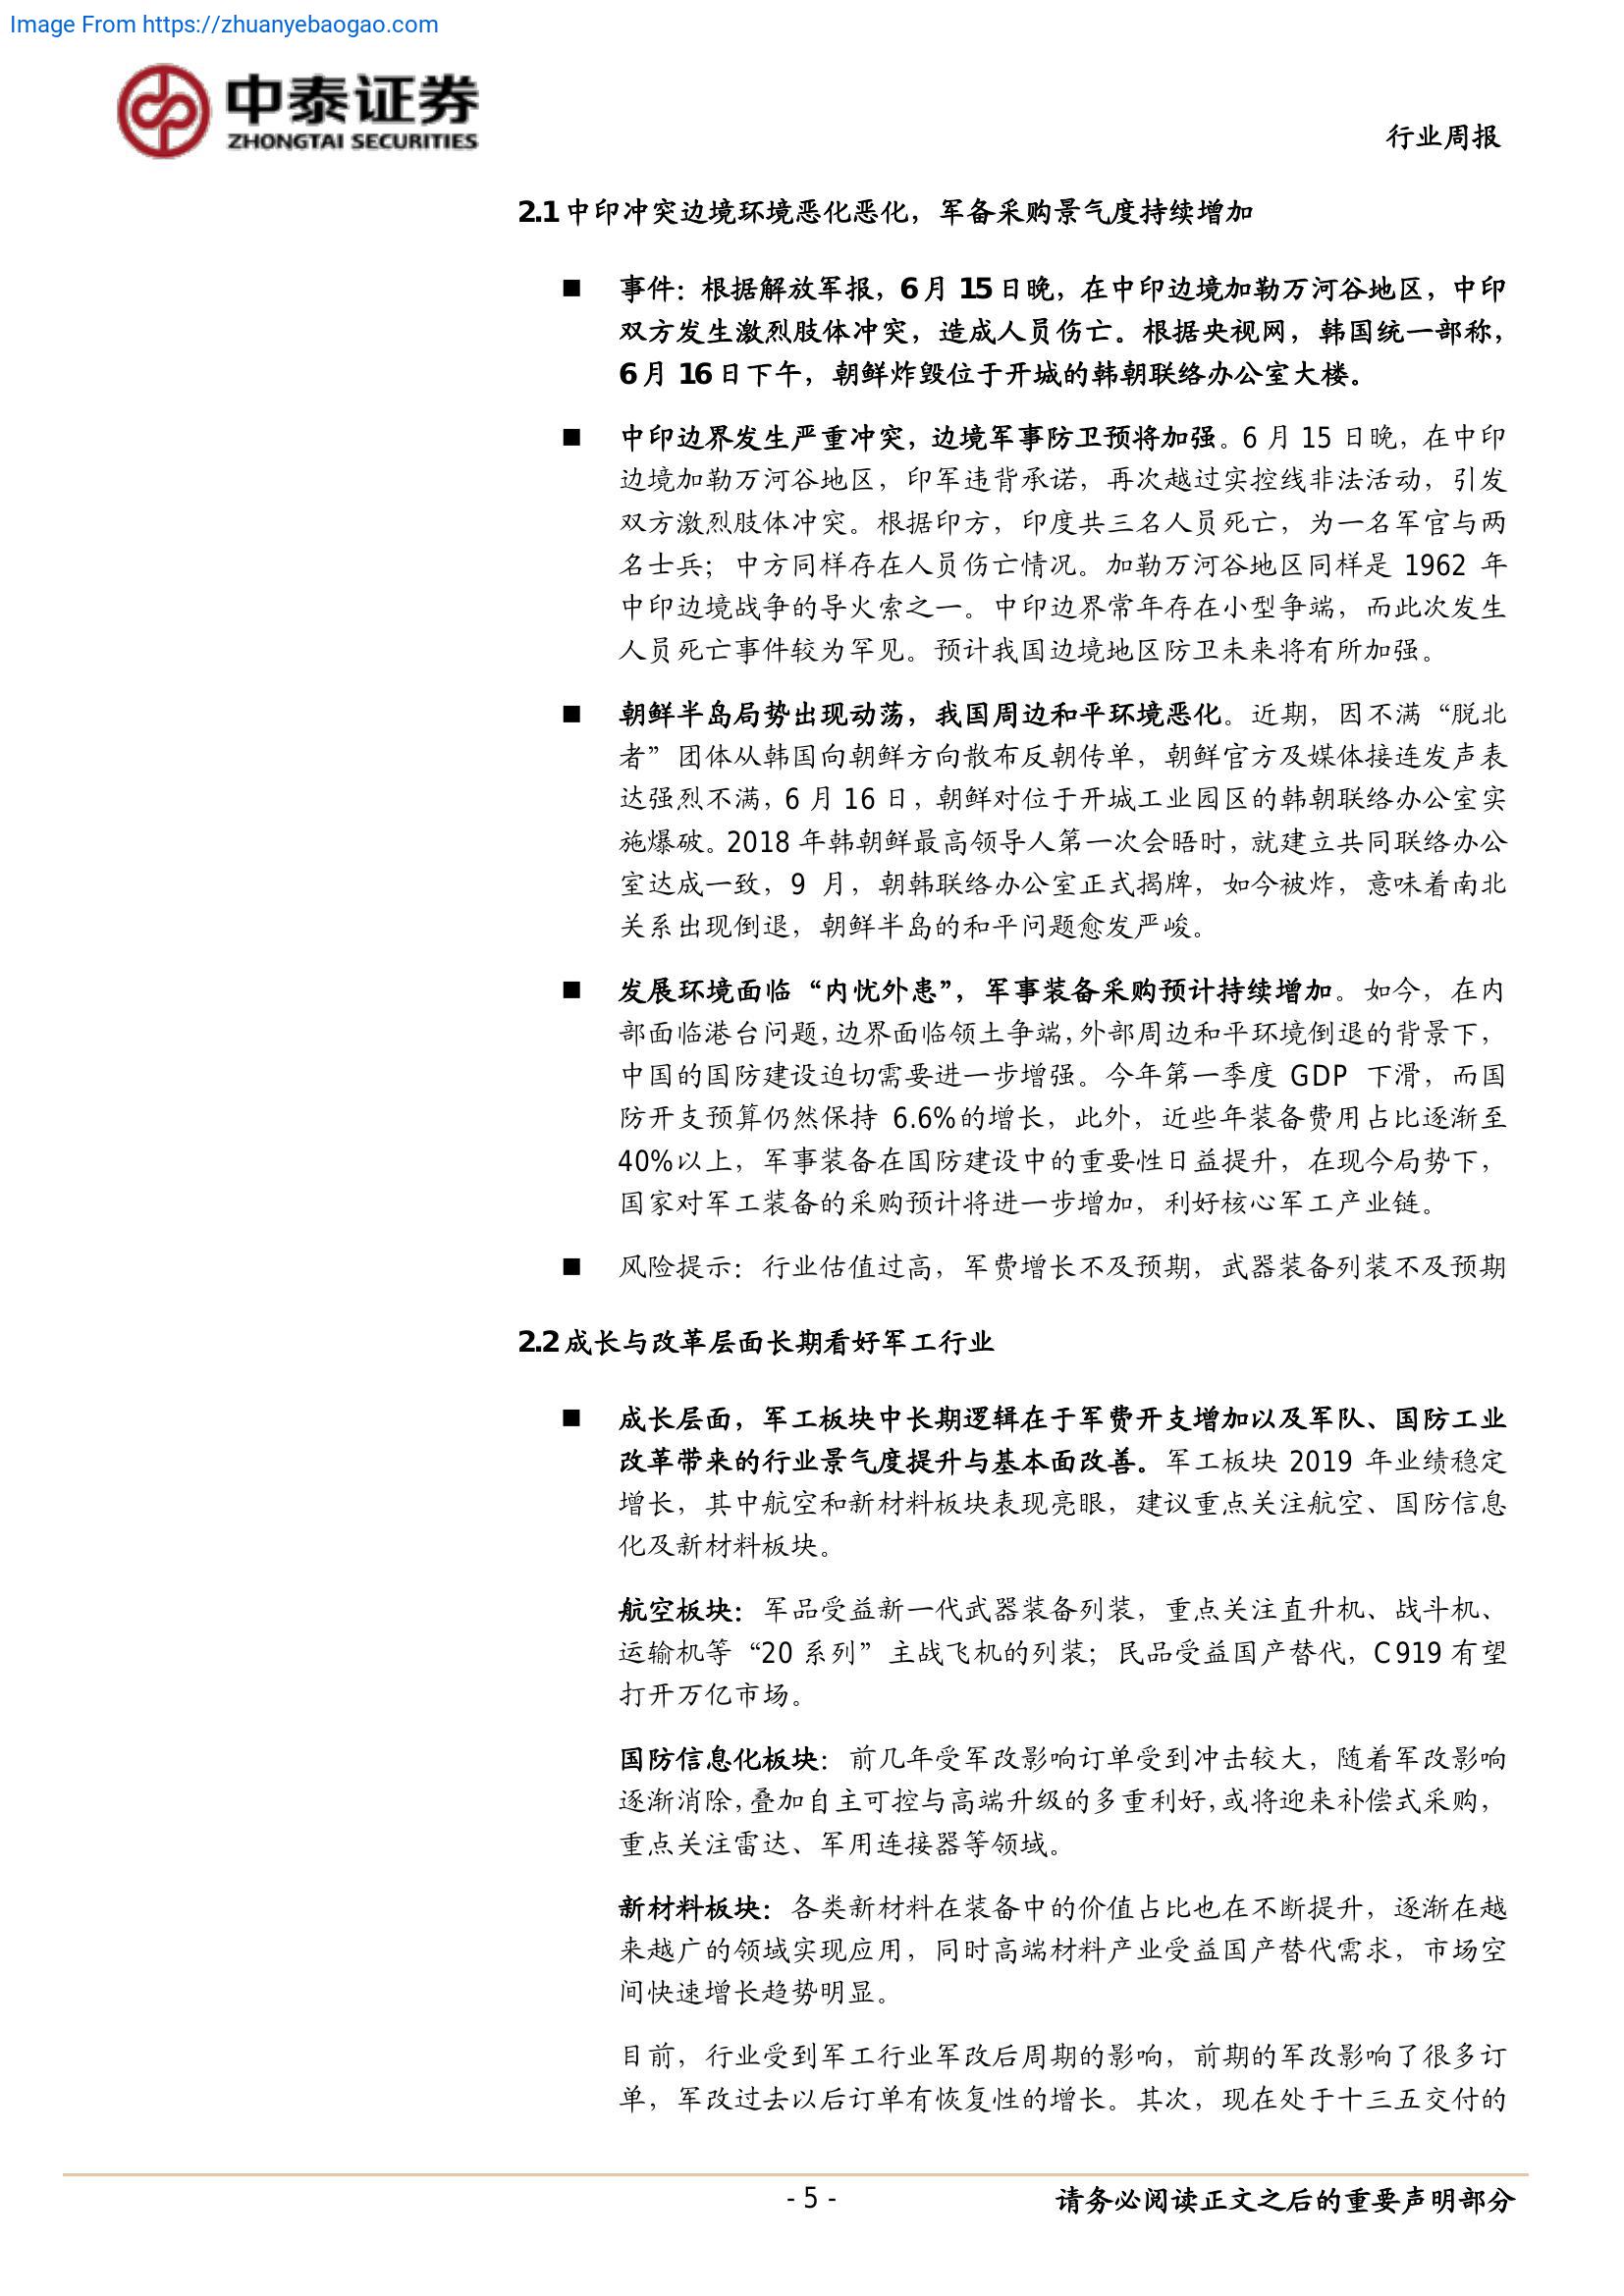 Image From https://zhuanyebaogao.com
中泰证券
ZHONGTAI SECURITIES
行业周报
2.1 中印冲突边境环境恶化恶化，军备采购景气度持续增加
■ 事件：根据解放军报，6 月 15 日晚，在中印边境加勒万河谷地区，中印
双方发生激烈肢体冲突，造成人员伤亡。根据央视网，韩国统一部称，
6 月 16 日下午，朝鲜炸毁位于开城的韩朝联络办公室大楼。
■ 中印边界发生严重冲突，边境军事防卫预将加强。6 月 15 日晚，在中印
边境加勒万河谷地区，印军违背承诺，再次越过实控线非法活动，引发
双方激烈肢体冲突。根据印方，印度共三名人员死亡，为一名军官与两
名士兵；中方同样存在人员伤亡情况。加勒万河谷地区同样是 1962 年
中印边境战争的导火索之一。中印边界常年存在小型争端，而此次发生
人员死亡事件较为罕见。预计我国边境地区防卫未来将有所加强。
■ 朝鲜半岛局势出现动荡，我国周边和平环境恶化。近期，因不满“脱北
者”团体从韩国向朝鲜方向散布反朝传单，朝鲜官方及媒体接连发声表
达强烈不满，6 月 16 日，朝鲜对位于开城工业园区的韩朝联络办公室实
施爆破。2018 年韩朝鲜最高领导人第一次会晤时，就建立共同联络办公
室达成一致，9 月，朝韩联络办公室正式揭牌，如今被炸，意味着南北
关系出现倒退，朝鲜半岛的和平问题愈发严峻。
■ 发展环境面临“内忧外患”，军事装备采购预计持续增加。如今，在内
部面临港台问题，边界面临领土争端，外部周边和平环境倒退的背景下，
中国的国防建设迫切需要进一步增强。今年第一季度 GDP 下滑，而国
防开支预算仍然保持 6.6%的增长，此外，近些年装备费用占比逐渐至
40%以上，军事装备在国防建设中的重要性日益提升，在现今局势下，
国家对军工装备的采购预计将进一步增加，利好核心军工产业链。
■ 风险提示：行业估值过高，军费增长不及预期，武器装备列装不及预期
2.2 成长与改革层面长期看好军工行业
■ 成长层面，军工板块中长期逻辑在于军费开支增加以及军队、国防工业
改革带来的行业景气度提升与基本面改善。军工板块 2019 年业绩稳定
增长，其中航空和新材料板块表现亮眼，建议重点关注航空、国防信息
化及新材料板块。
航空板块：军品受益新一代武器装备列装，重点关注直升机、战斗机、
运输机等“20 系列”主战飞机的列装；民品受益国产替代，C919 有望
打开万亿市场。
国防信息化板块：前几年受军改影响订单受到冲击较大，随着军改影响
逐渐消除，叠加自主可控与高端升级的多重利好，或将迎来补偿式采购，
重点关注雷达、军用连接器等领域。
新材料板块：各类新材料在装备中的价值占比也在不断提升，逐渐在越
来越广的领域实现应用，同时高端材料产业受益国产替代需求，市场空
间快速增长趋势明显。
目前，行业受到军工行业军改后周期的影响，前期的军改影响了很多订
单，军改过去以后订单有恢复性的增长。其次，现在处于十三五交付的
- 5 -
请务必阅读正文之后的重要声明部分